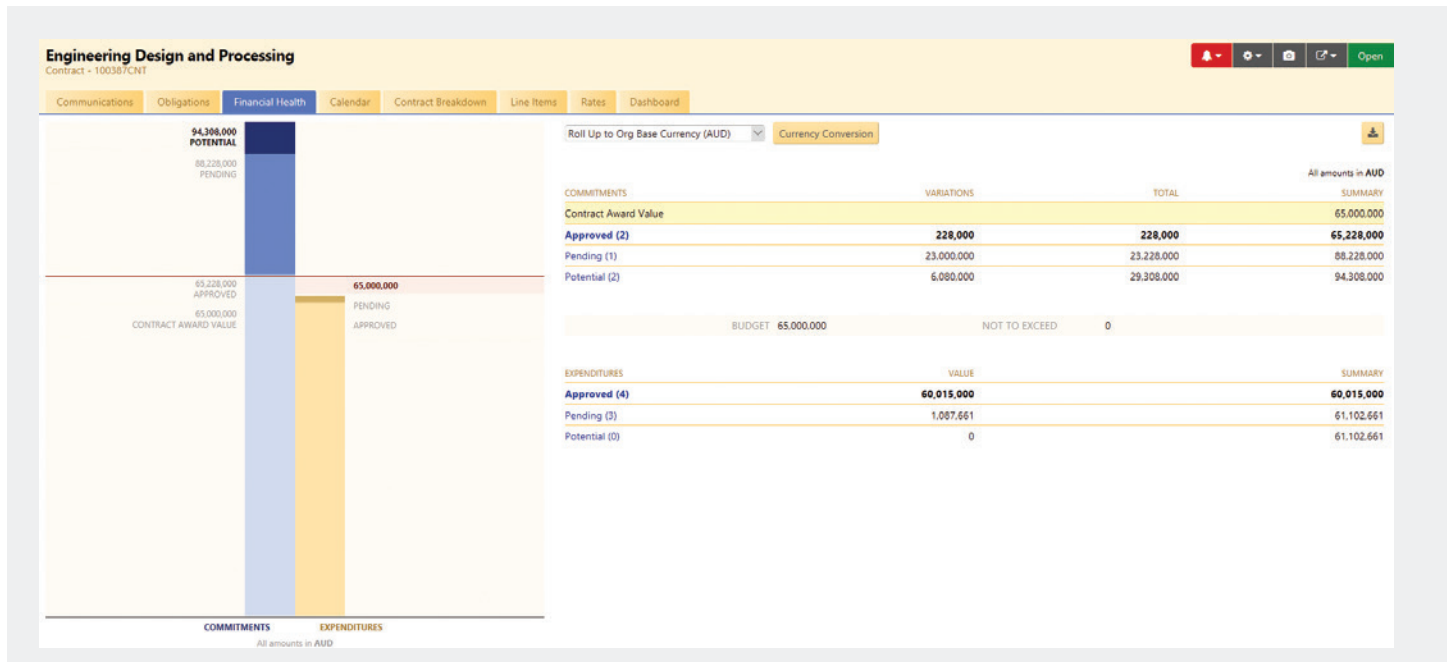 Engineering Design and Processing
Contract - 100387CNT
Open
Communications Obligations Financial Health Calendar Contract Breakdown Line Items Rates Dashboard
94,308,000
POTENTIAL
88,228,000
PENDING
65,228,000
APPROVED
65,000,000
CONTRACT AWARD VALUE
65,000,000
PENDING
APPROVED
COMMITMENTS EXPENDITURES
All amounts in AUD
Roll Up to Org Base Currency (AUD) Currency Conversion
All amounts in AUD
COMMITMENTS VARIATIONS TOTAL SUMMARY
Contract Award Value 65,000,000
Approved (2) 228,000 228,000 65,228,000
Pending (1) 23,000,000 23,228,000 88,228,000
Potential (2) 6,080,000 29,308,000 94,308,000
BUDGET 65,000,000 NOT TO EXCEED 0
EXPENDITURES VALUE SUMMARY
Approved (4) 60,015,000 60,015,000
Pending (3) 1,087,661 61,102,661
Potential (0) 0 61,102,661